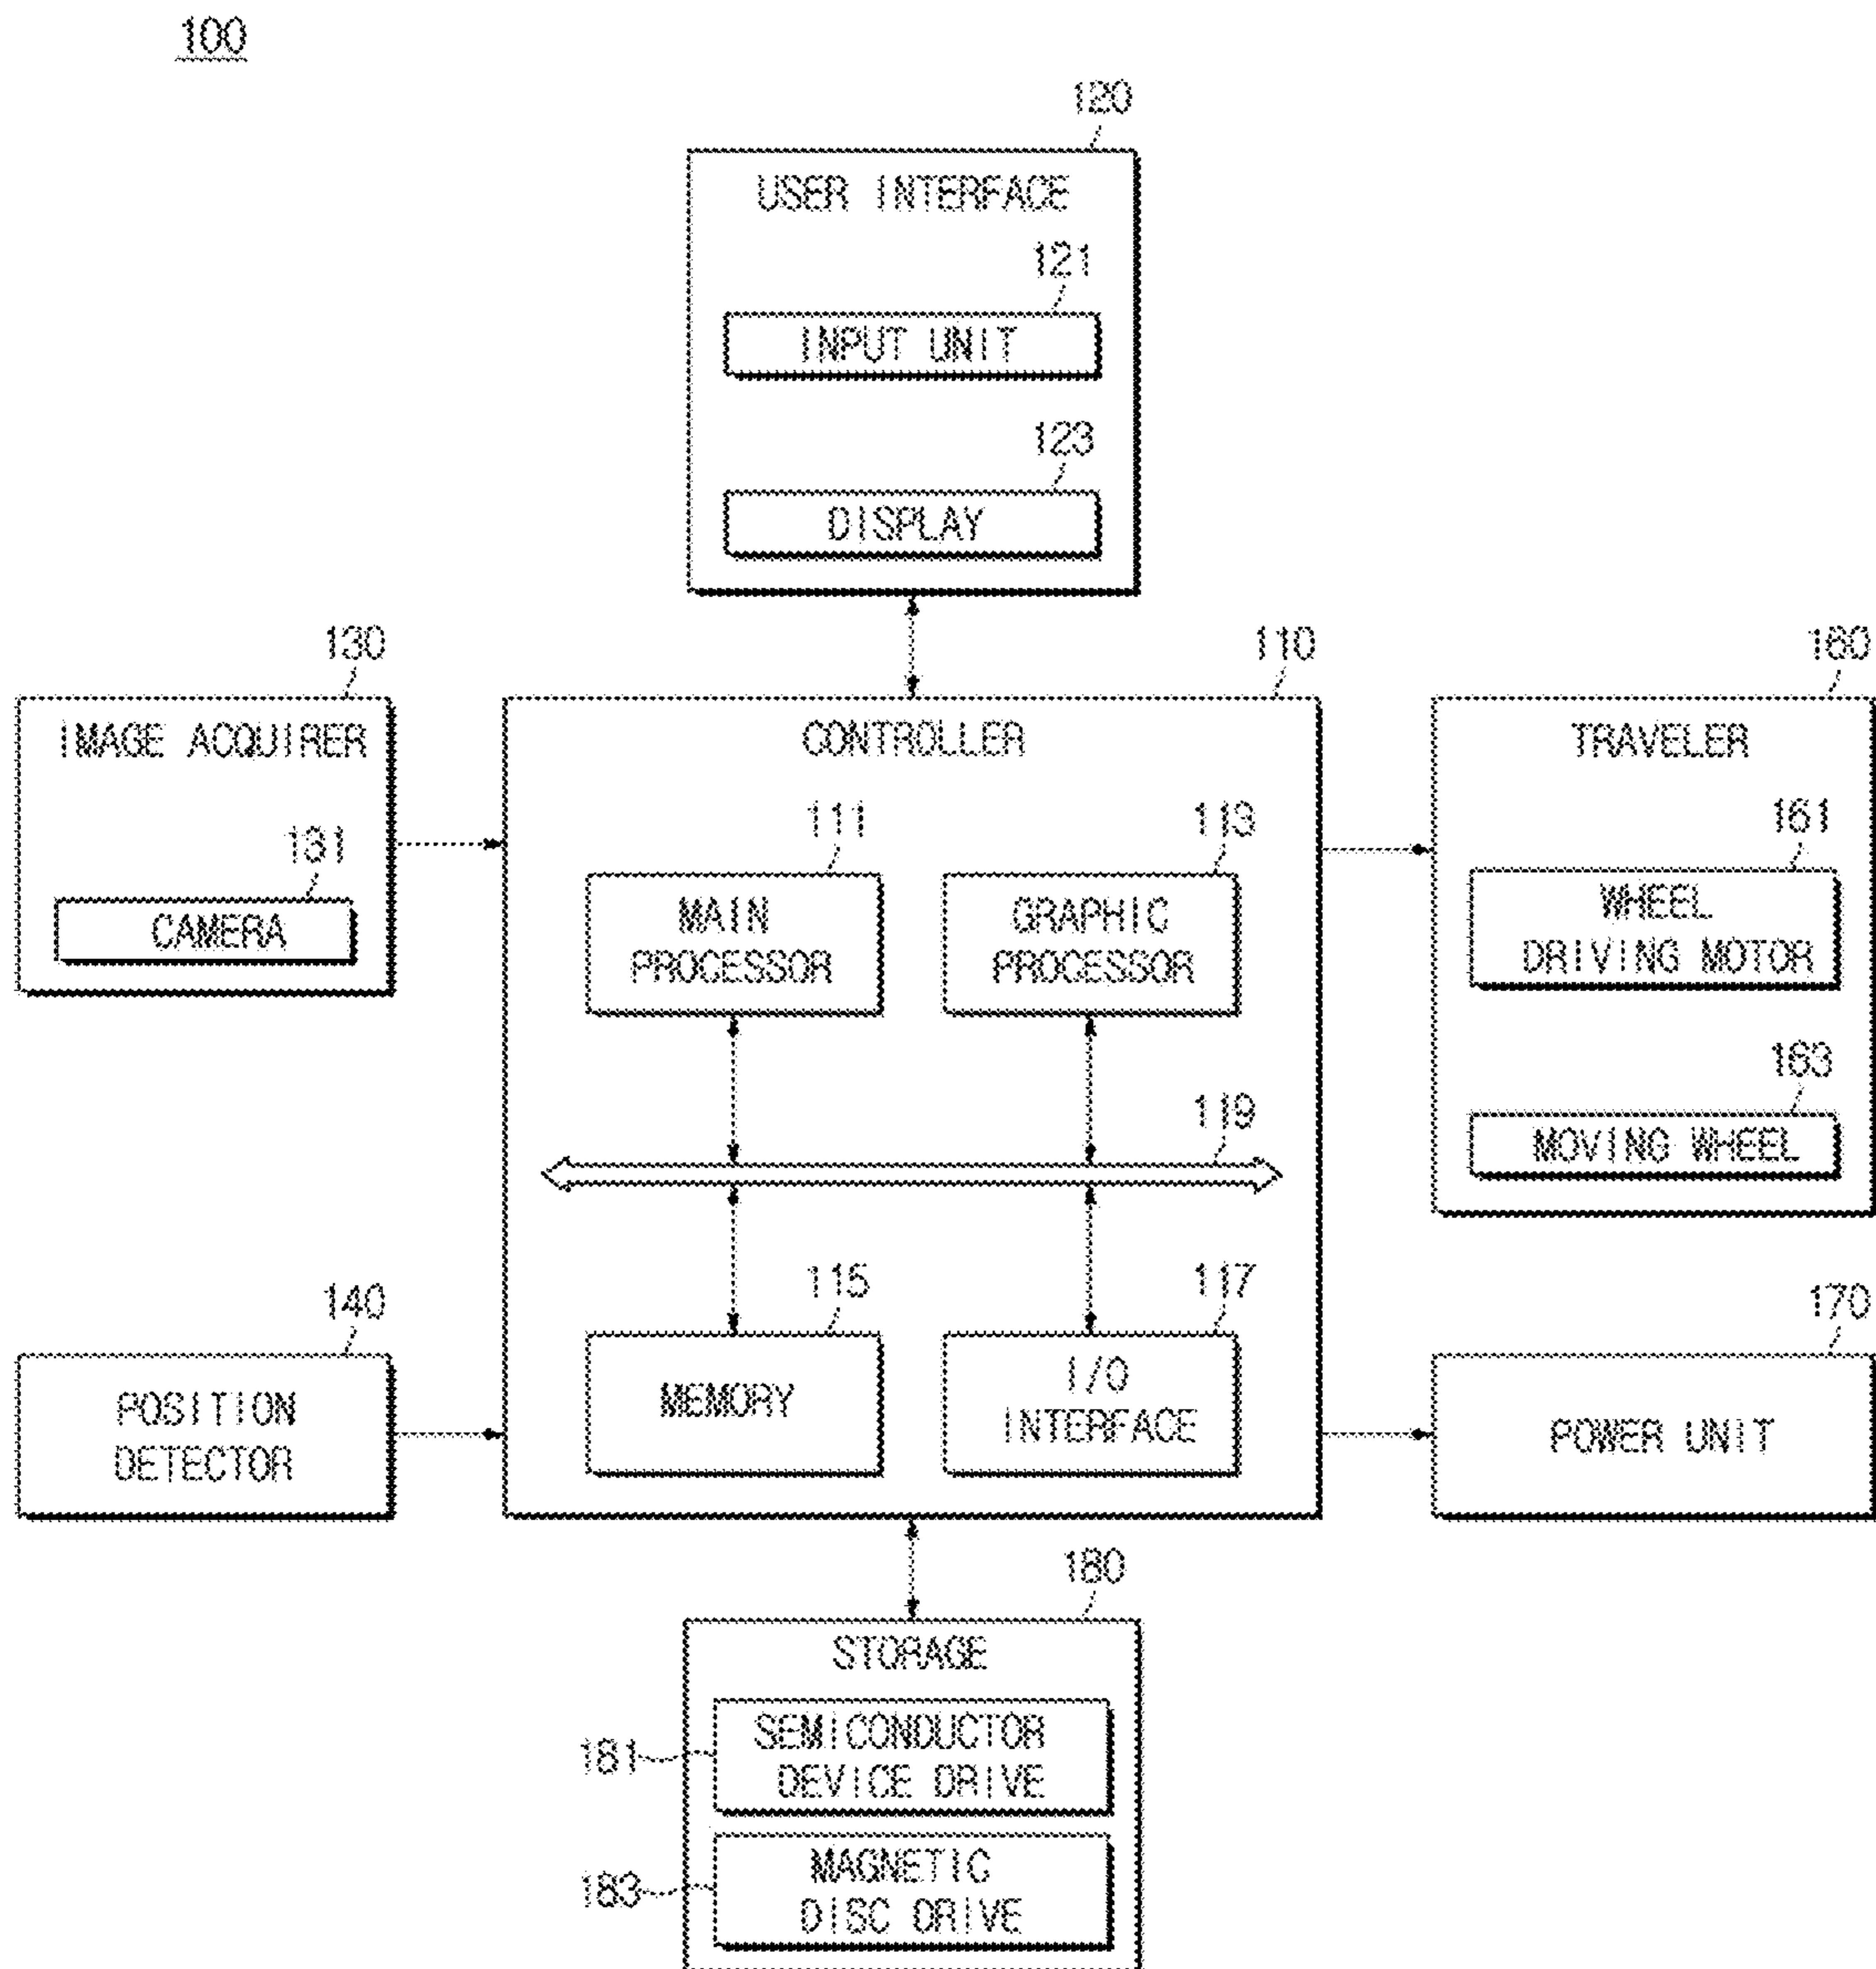 100
120
USER INTERFACE
121
INPUT UNIT
123
DISPLAY
130
IMAGE ACQUIRER
131
CAMERA
110
CONTROLLER
111
MAIN
PROCESSOR
113
GRAPHIC
PROCESSOR
119
115
MEMORY
117
I/O
INTERFACE
160
TRAVELER
161
WHEEL
DRIVING MOTOR
163
MOVING WHEEL
140
POSITION
DETECTOR
170
POWER UNIT
180
STORAGE
181
SEMICONDUCTOR
DEVICE DRIVE
183
MAGNETIC
DISC DRIVE